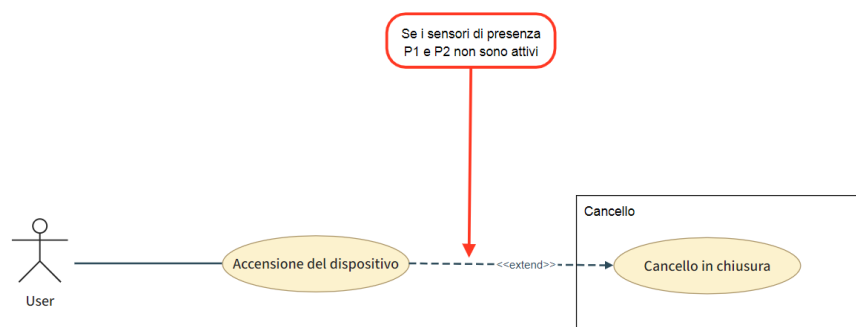 Se i sensori di presenza
P1 e P2 non sono attivi
Cancello
Accensione del dispositivo
<<extend>>
Cancello in chiusura
User